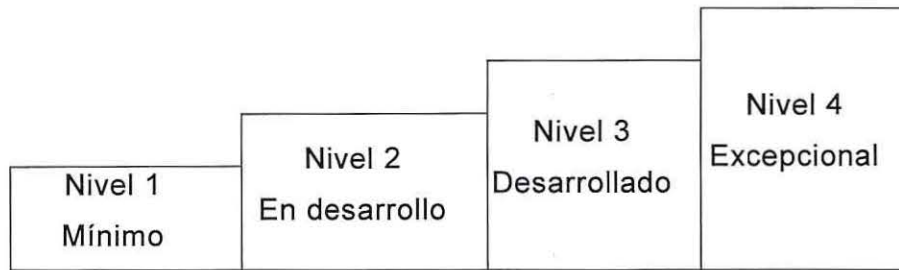 Nivel 1
Mínimo
Nivel 2
En desarrollo
Nivel 3
Desarrollado
Nivel 4
Excepcional